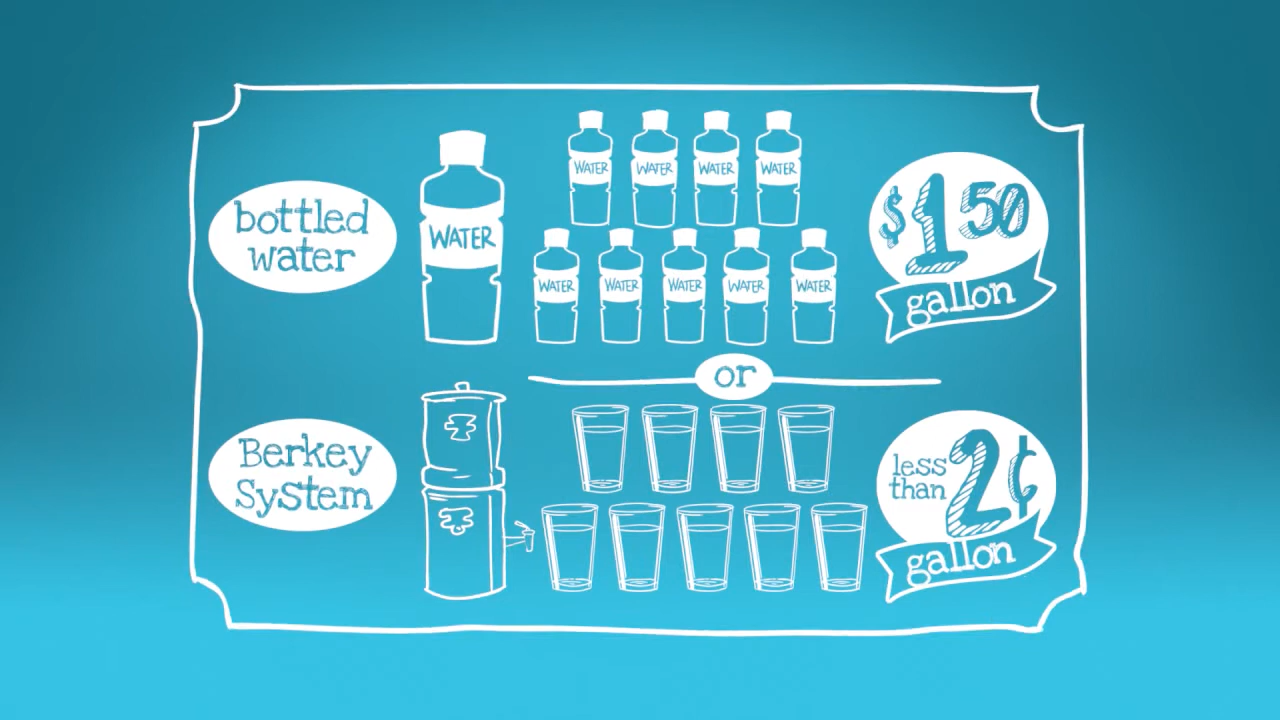 bottled
water
WATER
WATER WATER WATER WATER
WATER WATER WATER WATER WATER
$1 50
gallon
or
Berkey
System
less
than 2¢
gallon